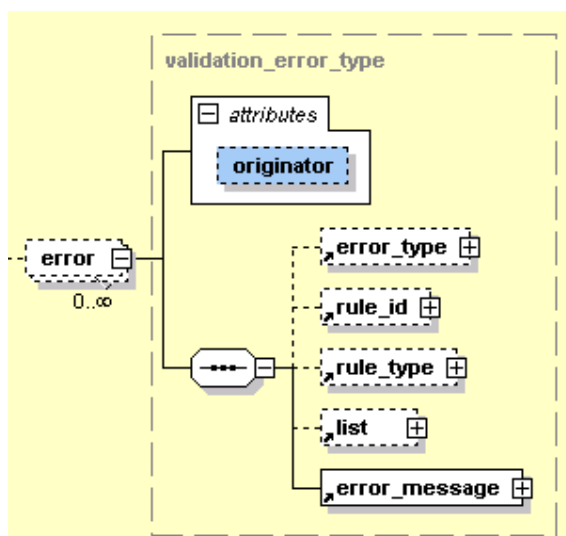 validation_error_type
attributes
originator
error
0..∞
error_type
rule_id
rule_type
list
error_message